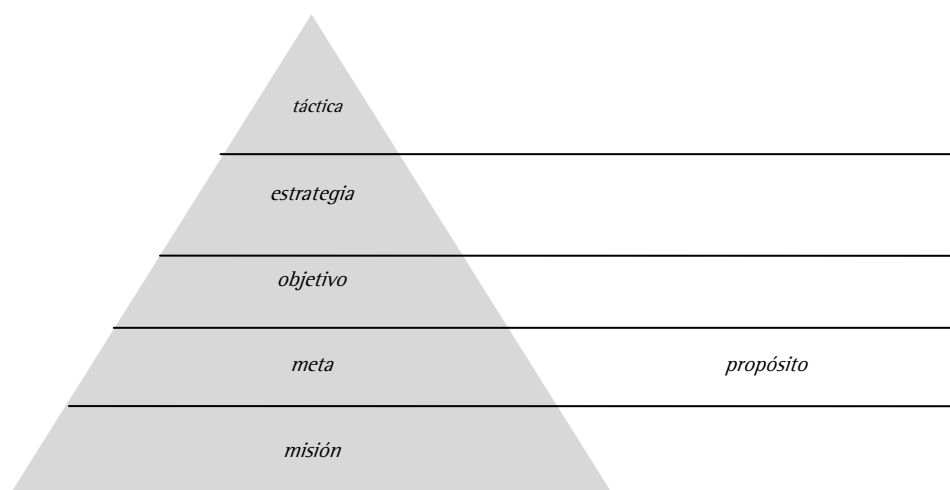 táctica
estrategia
objetivo
meta propósito
misión